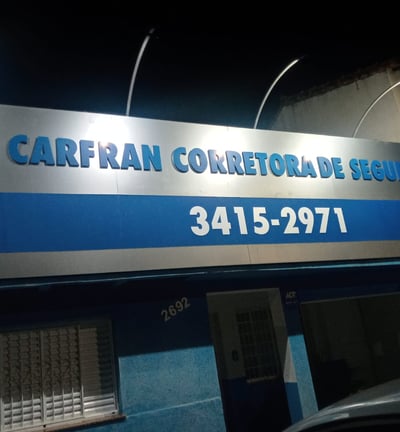 CARFRAN CORRETORA DE SEGU
3415-2971
2692